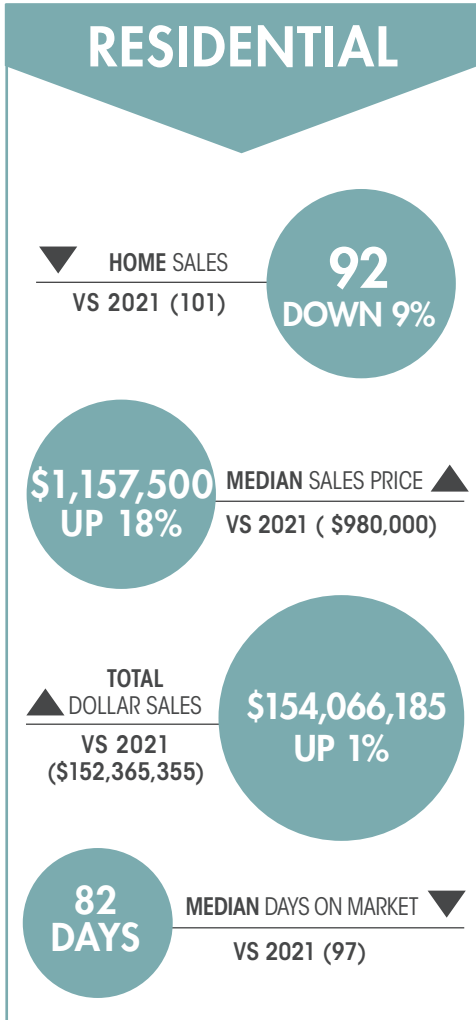 RESIDENTIAL
HOME SALES
VS 2021 (101)
92
DOWN 9%
$1,157,500
UP 18%
MEDIAN SALES PRICE
VS 2021 ( $980,000)
TOTAL
DOLLAR SALES
VS 2021
($152,365,355)
$154,066,185
UP 1%
82
DAYS
MEDIAN DAYS ON MARKET
VS 2021 (97)